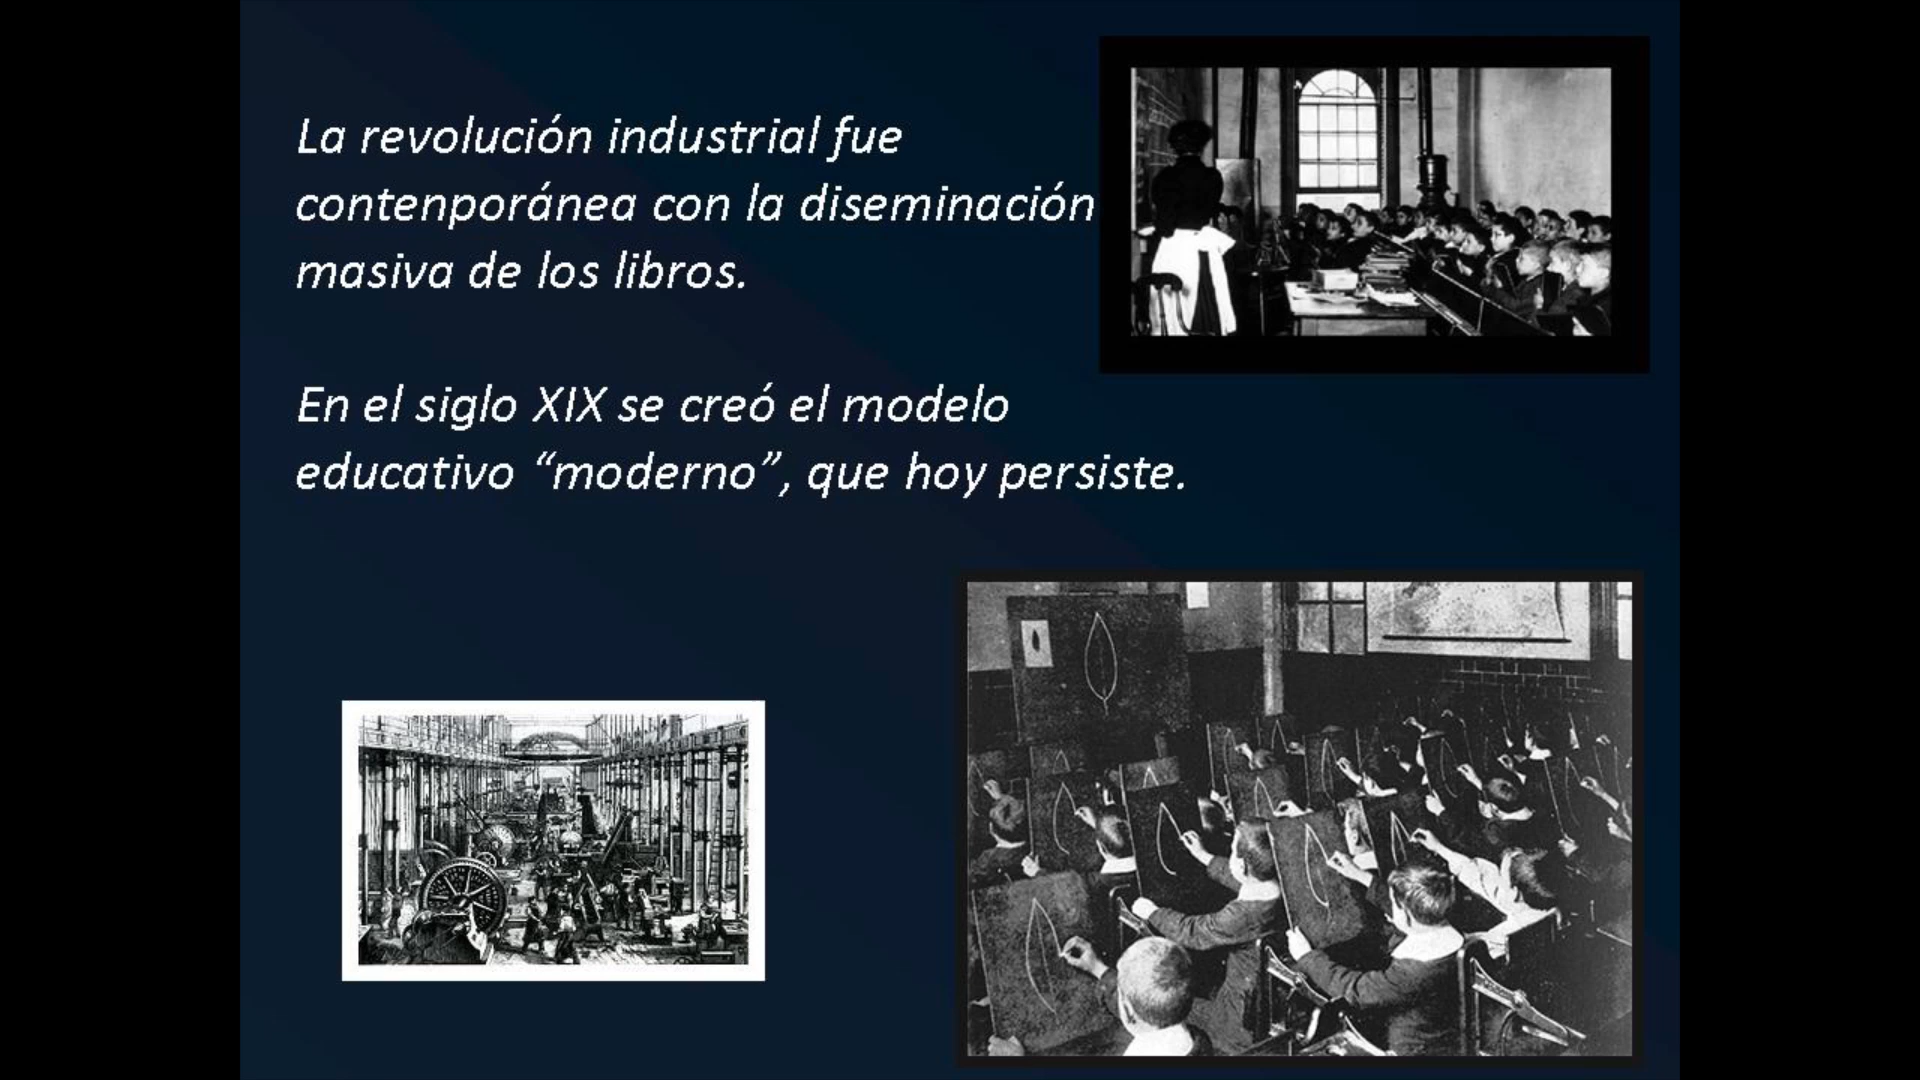 La revolución industrial fue
contenporánea con la diseminación
masiva de los libros.
En el siglo XIX se creó el modelo
educativo “moderno”, que hoy persiste.